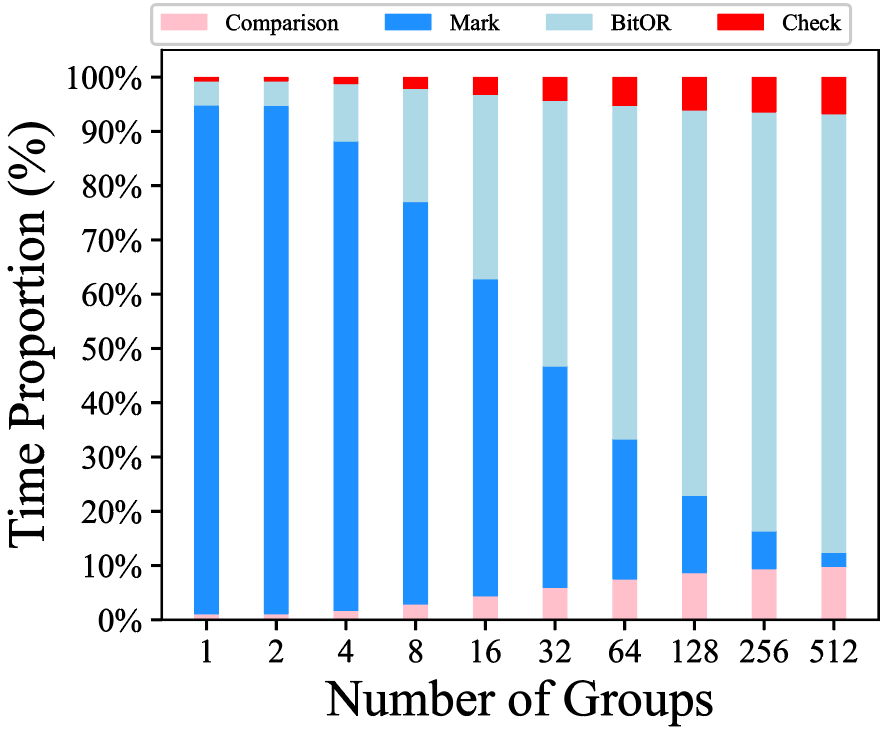 Comparison Mark BitOR Check
100%
90%
80%
70%
60%
50%
40%
30%
20%
10%
0%
Time Proportion (%)
1 2 4 8 16 32 64 128 256 512
Number of Groups